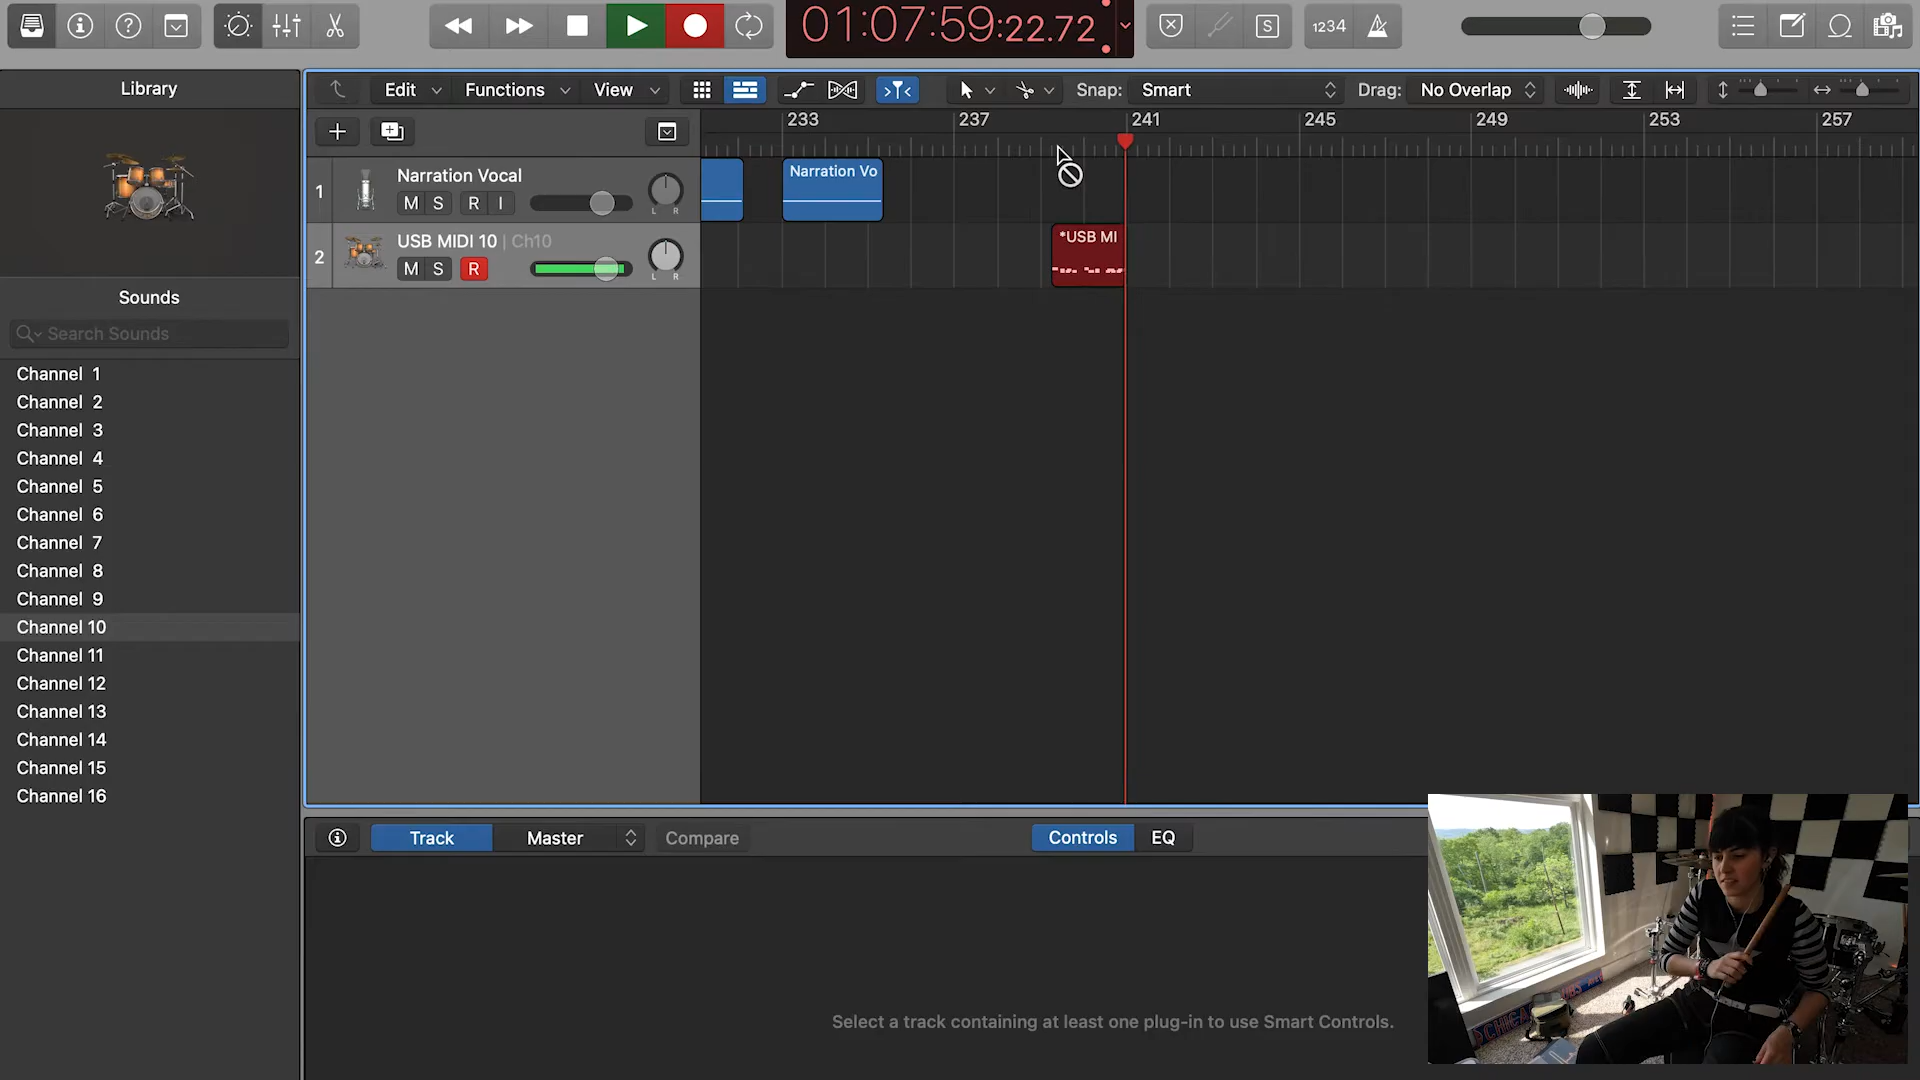 01:07:59:22.72
S
1234
Library
Edit
Functions
View
Snap: Smart
Drag: No Overlap
233
237
241
245
249
253
257
1
Narration Vocal
M S R I
L R
Narration Vo
2
USB MIDI 10 | Ch10
M S R
L R
*USB MI
Sounds
Search Sounds
Channel 1
Channel 2
Channel 3
Channel 4
Channel 5
Channel 6
Channel 7
Channel 8
Channel 9
Channel 10
Channel 11
Channel 12
Channel 13
Channel 14
Channel 15
Channel 16
Track
Master
Compare
Controls
EQ
Select a track containing at least one plug-in to use Smart Controls.